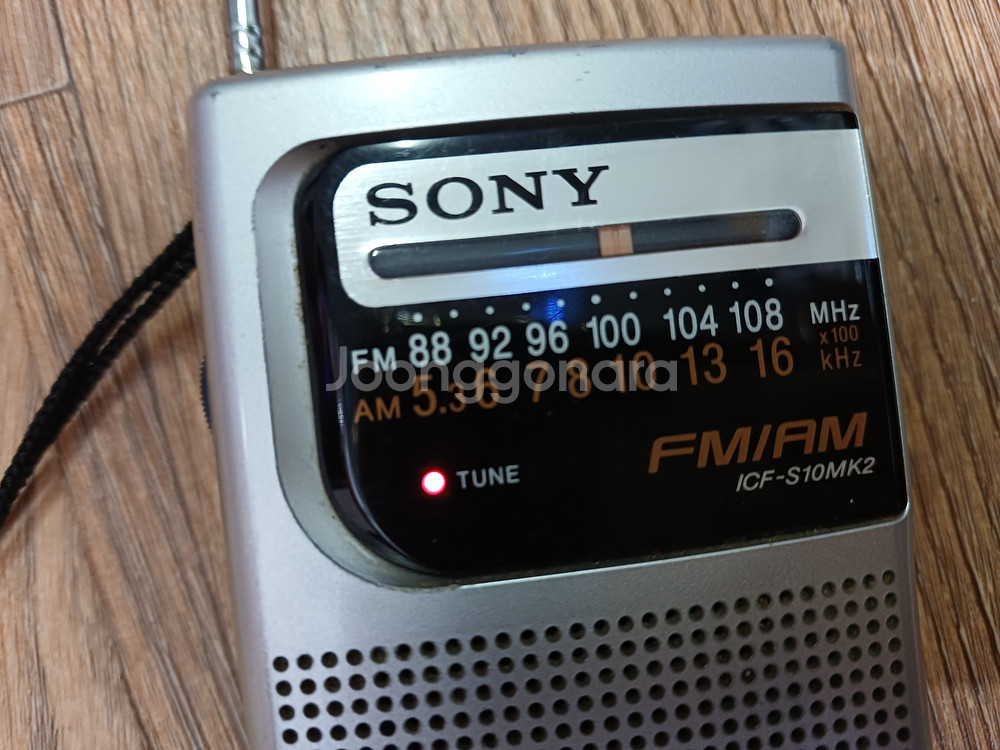 SONY
FM 88 92 96 100 104 108 MHz
x100
AM 5.3 6 7 8 10 13 16 kHz
Joonggonara
TUNE
FM/AM
ICF-S10MK2